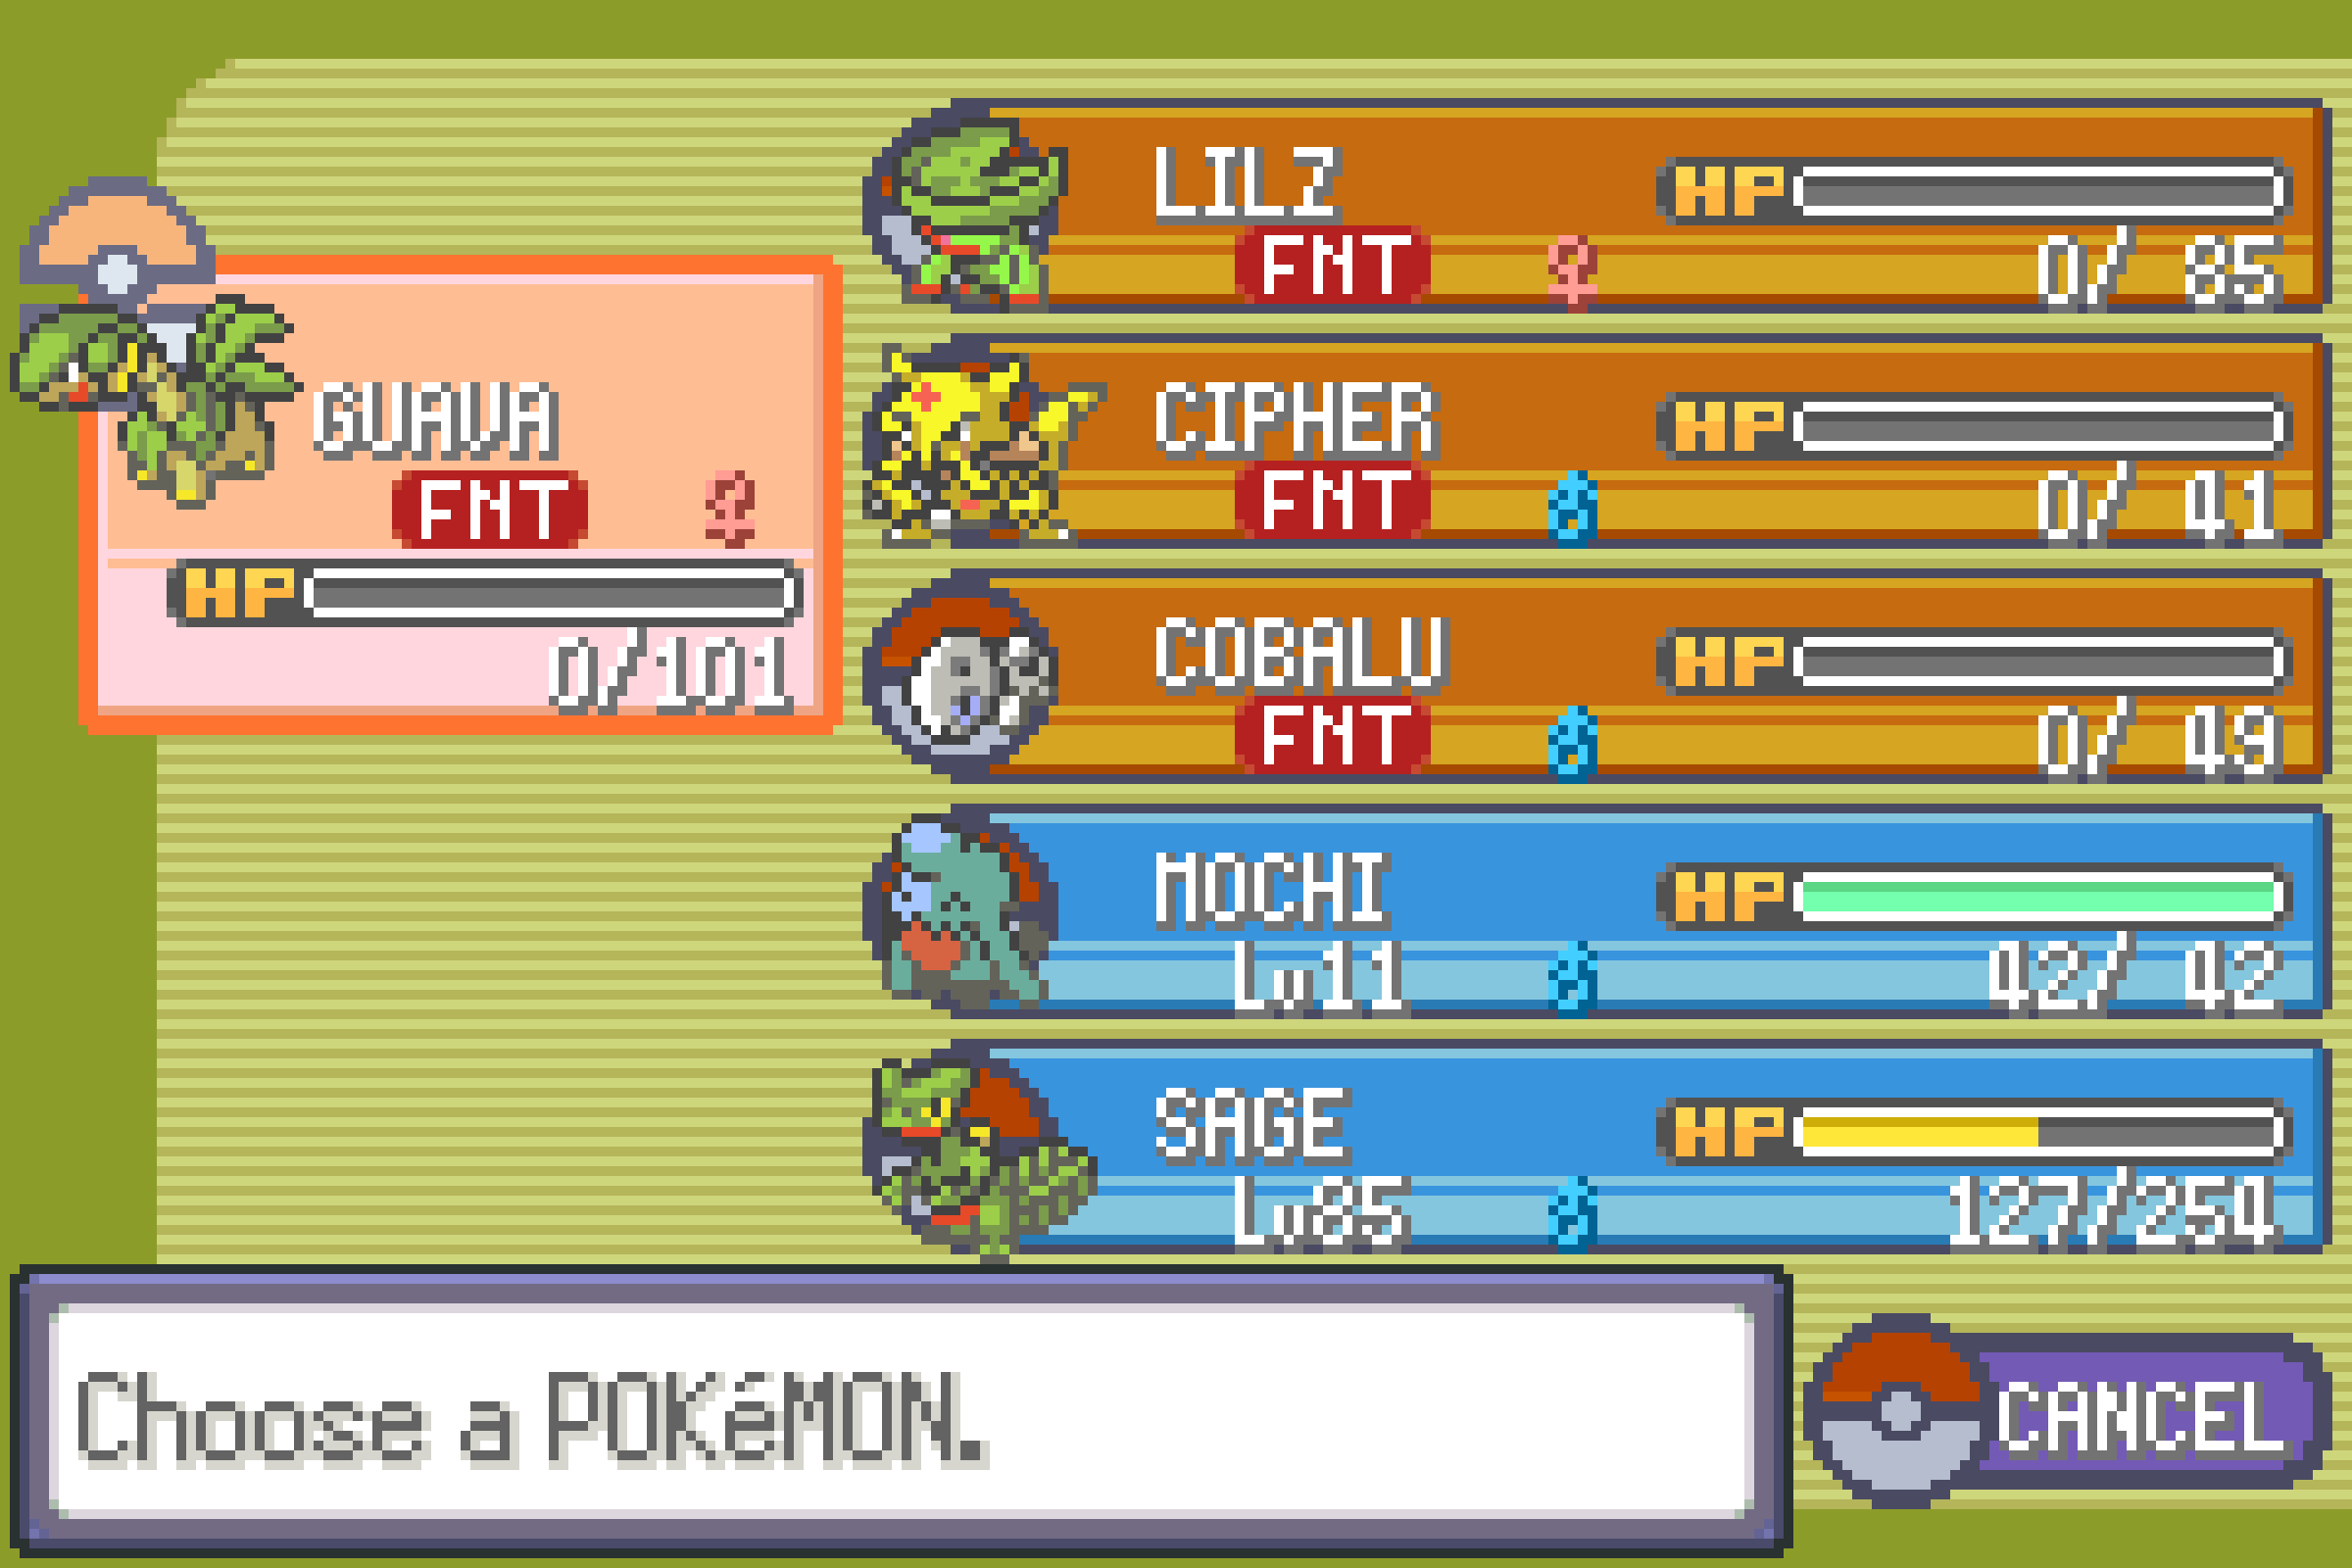 GUAVA
FNT ♀
HP
0/101
LILZ
HP
FNT ♀ 0/ 85
CIPHER
HP
FNT ♂ 0/ 41
COBALU
HP
FNT ♂ 0/ 49
MOCHI
HP
Lv11 ♂ 42/ 42
SAGE
HP
Lv85 ♂ 127/254
Choose a POKéMON.
CANCEL